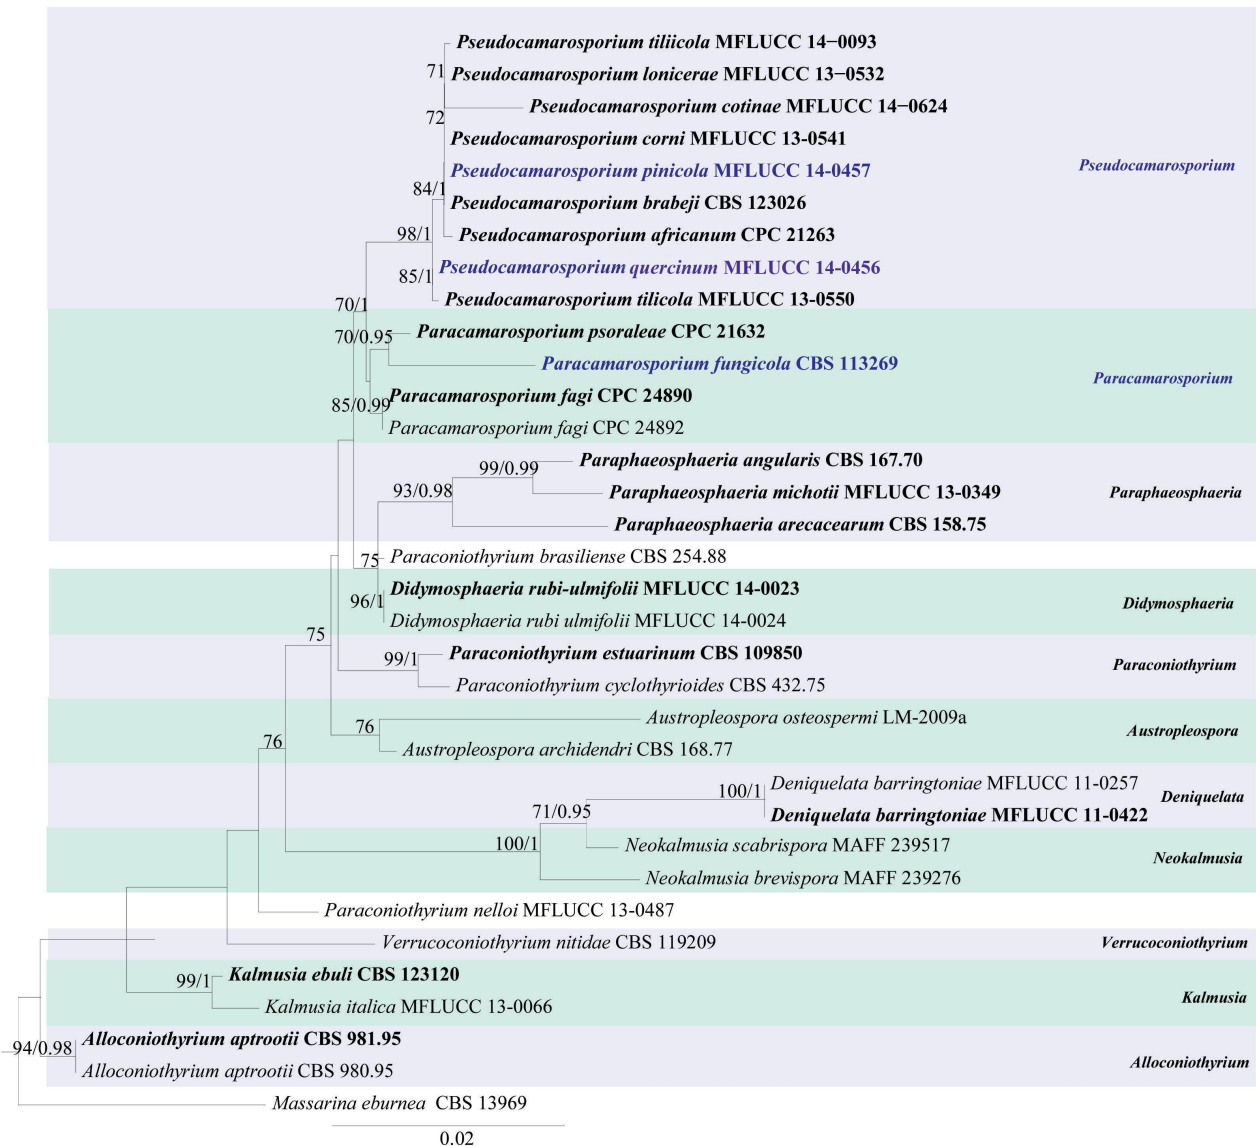 Pseudocamarosporium tiliicola MFLUCC 14−0093
71
Pseudocamarosporium lonicerae MFLUCC 13−0532
Pseudocamarosporium cotinae MFLUCC 14−0624
72
Pseudocamarosporium corni MFLUCC 13-0541
Pseudocamarosporium pinicola MFLUCC 14-0457
Pseudocamarosporium
84/1
Pseudocamarosporium brabeji CBS 123026
98/1
Pseudocamarosporium africanum CPC 21263
Pseudocamarosporium quercinum MFLUCC 14-0456
85/1
Pseudocamarosporium tilicola MFLUCC 13-0550
70/1
Paracamarosporium psoraleae CPC 21632
70/0.95
Paracamarosporium fungicola CBS 113269
Paracamarosporium
Paracamarosporium fagi CPC 24890
85/0.99
Paracamarosporium fagi CPC 24892
Paraphaeosphaeria angularis CBS 167.70
99/0.99
93/0.98
Paraphaeosphaeria michotii MFLUCC 13-0349
Paraphaeosphaeria
Paraphaeosphaeria arecacearum CBS 158.75
Paraconiothyrium brasiliense CBS 254.88
75
Didymosphaeria rubi-ulmifolii MFLUCC 14-0023
96/1
Didymosphaeria
Didymosphaeria rubi ulmifolii MFLUCC 14-0024
75
Paraconiothyrium estuarinum CBS 109850
99/1
Paraconiothyrium
Paraconiothyrium cyclothyrioides CBS 432.75
Austropleospora osteospermi LM-2009a
76
Austropleospora
76
Austropleospora archidendri CBS 168.77
Deniquelata barringtoniae MFLUCC 11-0257
100/1
Deniquelata
71/0.95
Deniquelata barringtoniae MFLUCC 11-0422
100/1
Neokalmusia scabrispora MAFF 239517
Neokalmusia
Neokalmusia brevispora MAFF 239276
Paraconiothyrium nelloi MFLUCC 13-0487
Verrucoconiothyrium nitidae CBS 119209
Verrucoconiothyrium
Kalmusia ebuli CBS 123120
99/1
Kalmusia
Kalmusia italica MFLUCC 13-0066
Alloconiothyrium aptrootii CBS 981.95
94/0.98
Alloconiothyrium
Alloconiothyrium aptrootii CBS 980.95
Massarina eburnea CBS 13969
0.02